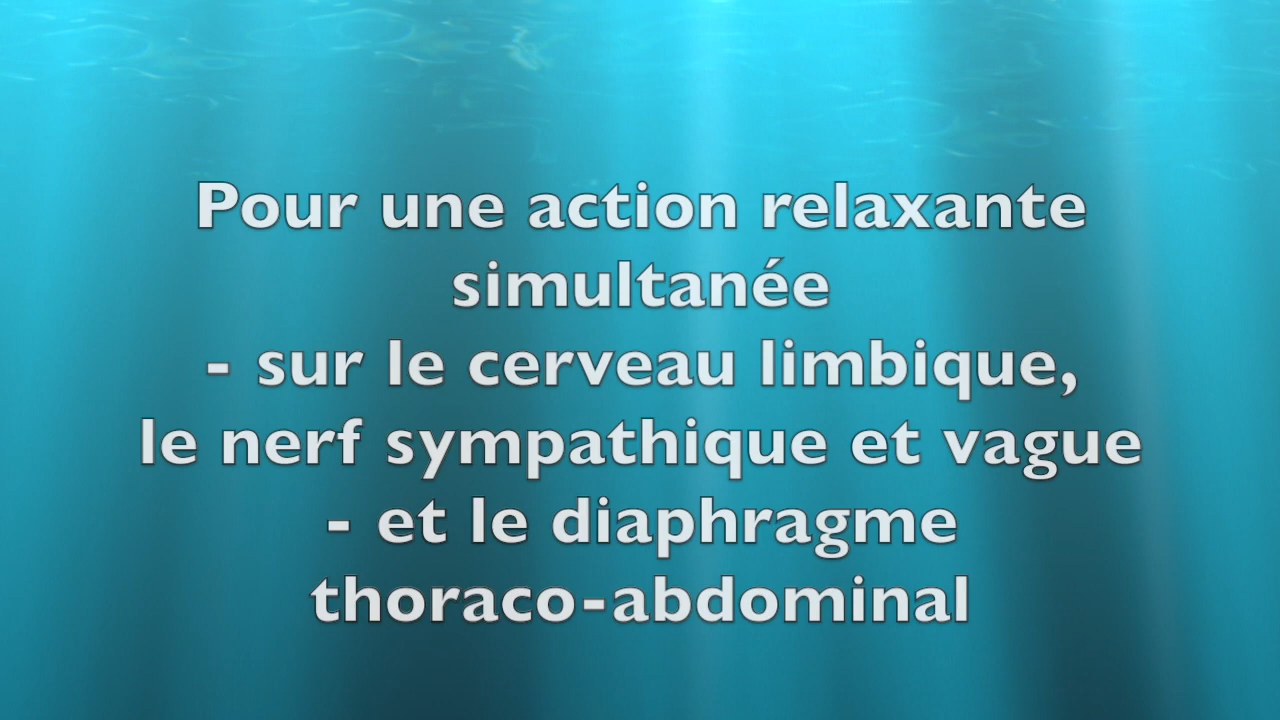 Pour une action relaxante
simultanée
- sur le cerveau limbique,
le nerf sympathique et vague
- et le diaphragme
thoraco-abdominal